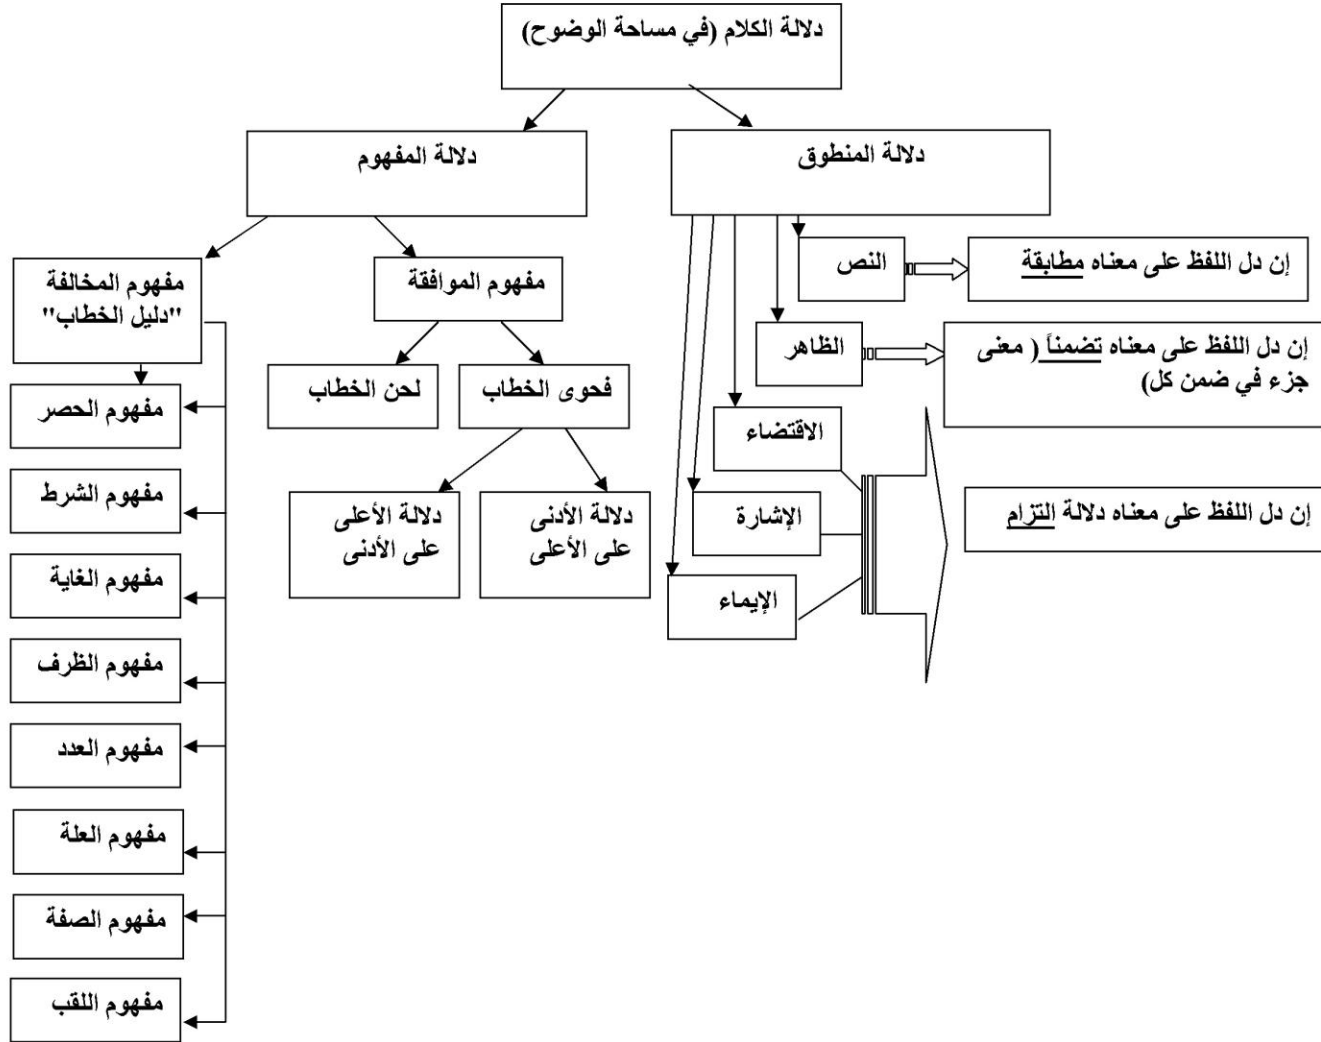 دلالة الكلام (في مساحة الوضوح)
دلالة المنطوق
دلالة المفهوم
النص
إن دل اللفظ على معناه مطابقة
الظاهر
إن دل اللفظ على معناه تضمناً ( معنى
جزء في ضمن كل)
الاقتضاء
الإشارة
الإيماء
إن دل اللفظ على معناه دلالة التزام
مفهوم الموافقة
فحوى الخطاب
لحن الخطاب
دلالة الأدنى
على الأعلى
دلالة الأعلى
على الأدنى
مفهوم المخالفة
"دليل الخطاب"
مفهوم الحصر
مفهوم الشرط
مفهوم الغاية
مفهوم الظرف
مفهوم العدد
مفهوم العلة
مفهوم الصفة
مفهوم اللقب